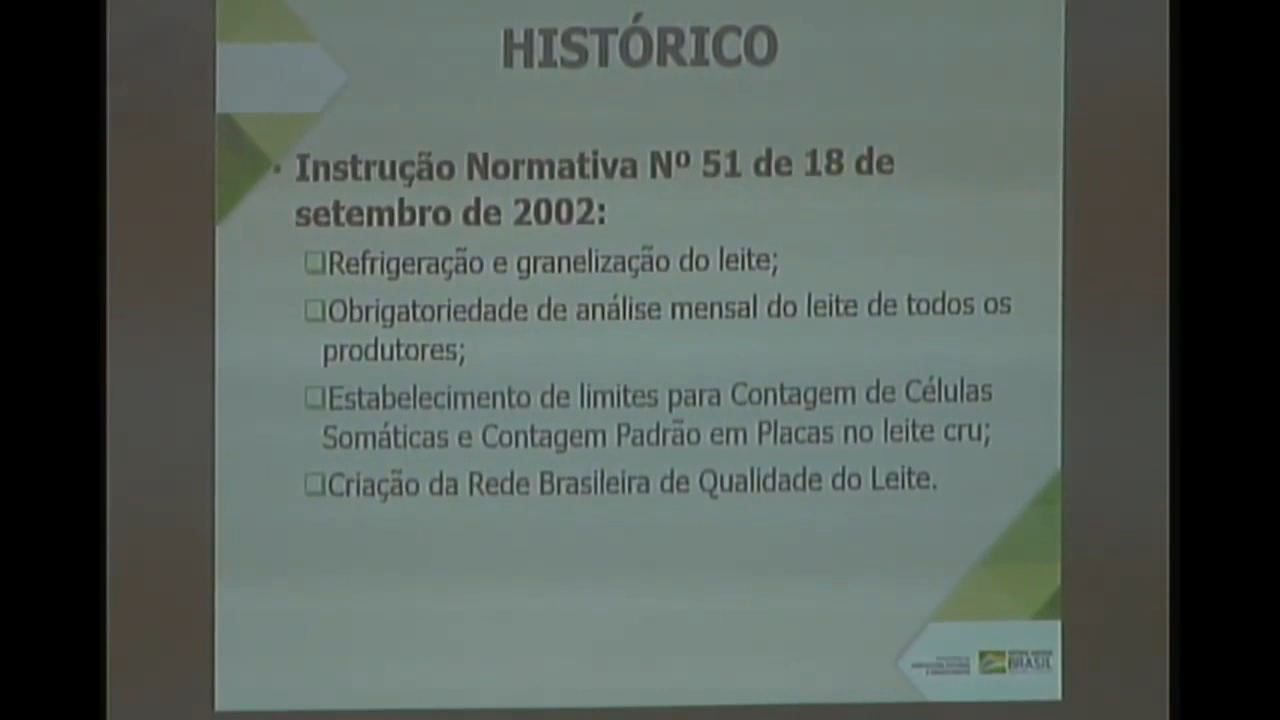 HISTÓRICO
· Instrução Normativa Nº 51 de 18 de
setembro de 2002:
❑Refrigeração e granelização do leite;
❑Obrigatoriedade de análise mensal do leite de todos os
produtores;
❑Estabelecimento de limites para Contagem de Células
Somáticas e Contagem Padrão em Placas no leite cru;
❑Criação da Rede Brasileira de Qualidade do Leite.
BRASIL